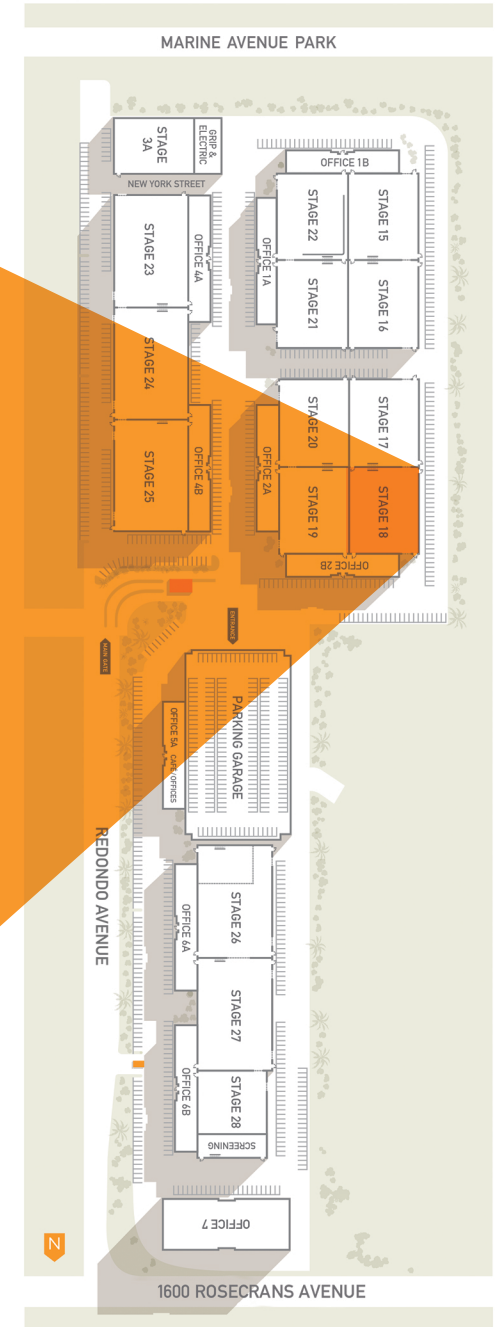 MARINE AVENUE PARK
STAGE
3A
GRIP &
ELECTRIC
OFFICE 1B
NEW YORK STREET
STAGE 23
OFFICE 4A
OFFICE 1A
STAGE 22
STAGE 15
STAGE 21
STAGE 16
STAGE 24
STAGE 20
STAGE 17
STAGE 25
OFFICE 4B
OFFICE 2A
STAGE 19
STAGE 18
OFFICE 2B
ENTRANCE
MAIN GATE
OFFICE 5A
CAFE/OFFICES
PARKING GARAGE
REDONDO AVENUE
OFFICE 6A
STAGE 26
STAGE 27
OFFICE 6B
STAGE 28
SCREENING
OFFICE 7
N
1600 ROSECRANS AVENUE